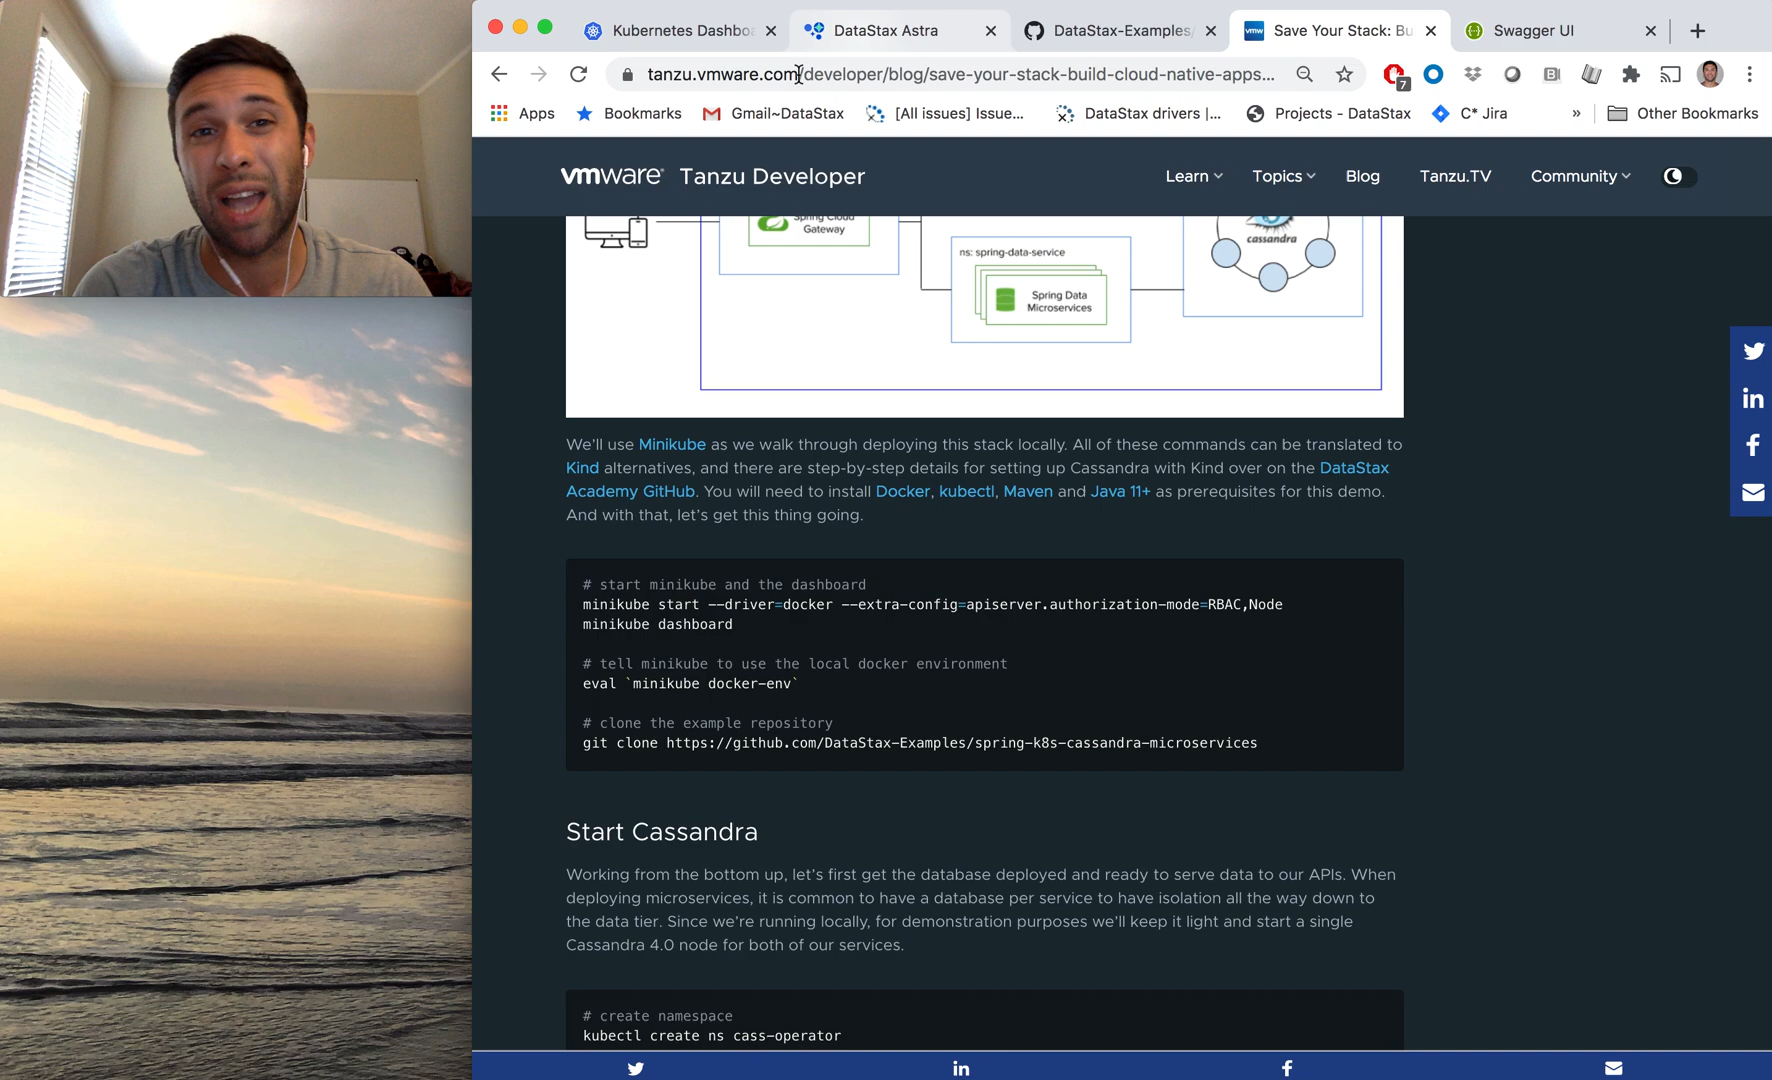 Kubernetes Dashbo
DataStax Astra
DataStax-Examples/
Save Your Stack: Bu
Swagger UI
tanzu.vmware.com/developer/blog/save-your-stack-build-cloud-native-apps...
7
Apps
Bookmarks
Gmail~DataStax
[All issues] Issue...
DataStax drivers |...
Projects - DataStax
C* Jira
»
Other Bookmarks
vmware Tanzu Developer
Learn
Topics
Blog
Tanzu.TV
Community
Spring Cloud
Gateway
cassandra
ns: spring-data-service
Spring Data
Microservices
We'll use Minikube as we walk through deploying this stack locally. All of these commands can be translated to
Kind alternatives, and there are step-by-step details for setting up Cassandra with Kind over on the DataStax
Academy GitHub. You will need to install Docker, kubectl, Maven and Java 11+ as prerequisites for this demo.
And with that, let's get this thing going.
# start minikube and the dashboard
minikube start --driver=docker --extra-config=apiserver.authorization-mode=RBAC,Node
minikube dashboard
# tell minikube to use the local docker environment
eval `minikube docker-env`
# clone the example repository
git clone https://github.com/DataStax-Examples/spring-k8s-cassandra-microservices
Start Cassandra
Working from the bottom up, let's first get the database deployed and ready to serve data to our APIs. When
deploying microservices, it is common to have a database per service to have isolation all the way down to
the data tier. Since we're running locally, for demonstration purposes we'll keep it light and start a single
Cassandra 4.0 node for both of our services.
# create namespace
kubectl create ns cass-operator